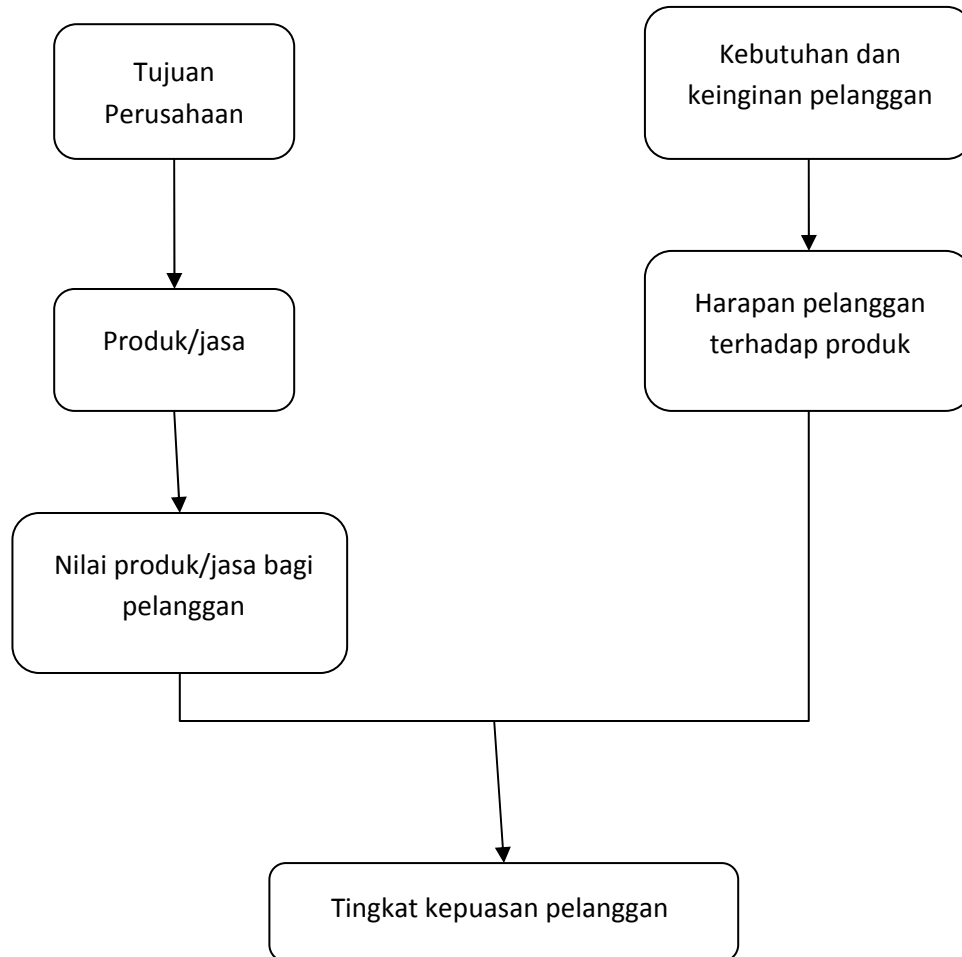 Tujuan
Perusahaan
Kebutuhan dan
keinginan pelanggan
Produk/jasa
Harapan pelanggan
terhadap produk
Nilai produk/jasa bagi
pelanggan
Tingkat kepuasan pelanggan